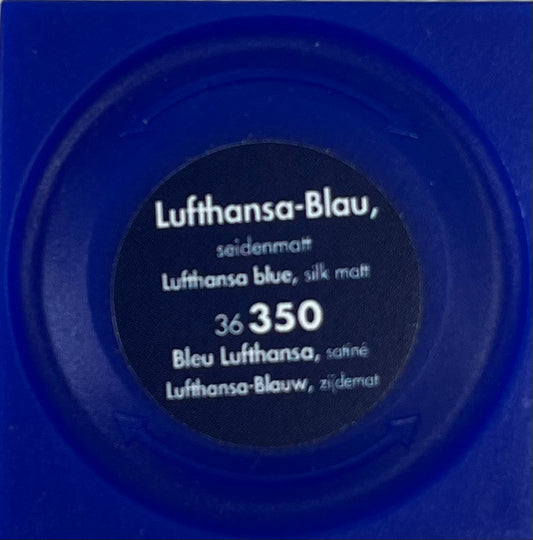 Lufthansa-Blau,
seidenmatt
Lufthansa blue, silk matt
36 350
Bleu Lufthansa, satiné
Lufthansa-Blauw, zijdemat